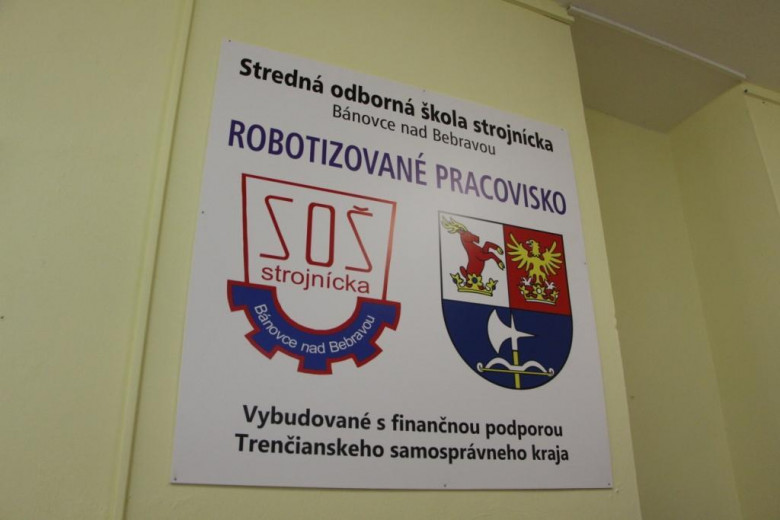 Stredná odborná škola strojnícka
Bánovce nad Bebravou
ROBOTIZOVANÉ PRACOVISKO
SOŠ
strojnícka
Bánovce nad Bebravou
Vybudované s finančnou podporou
Trenčianskeho samosprávneho kraja